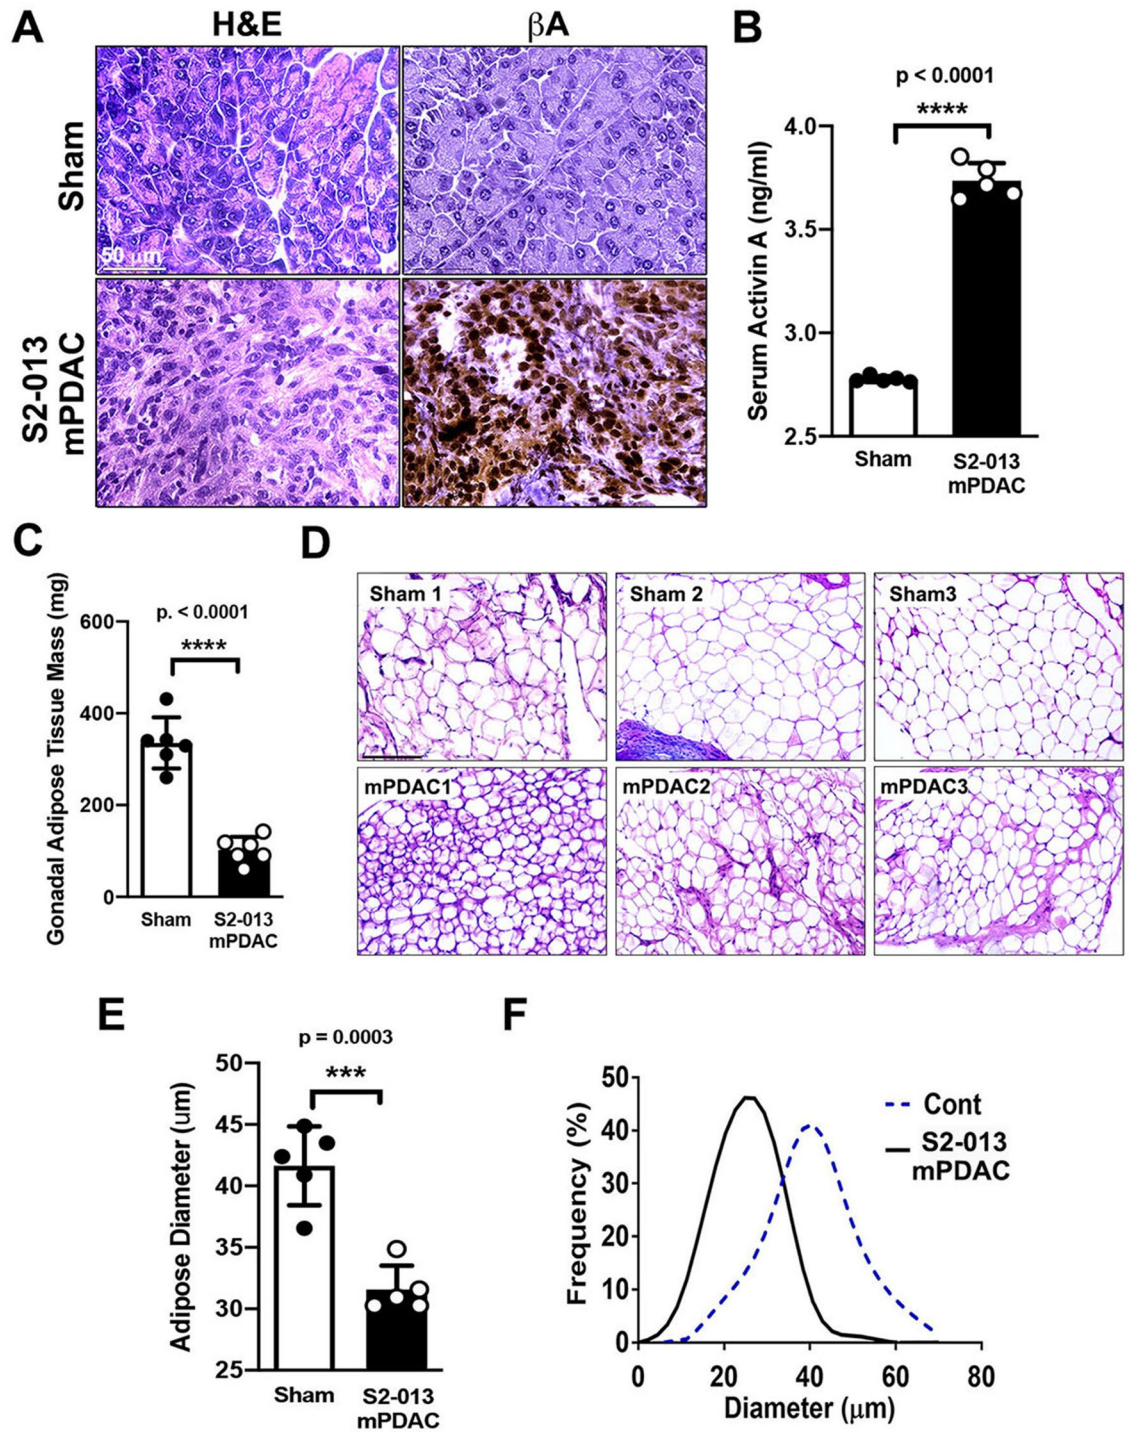 A
H&E
βA
Sham
50 µm
S2-013
mPDAC
B
p < 0.0001
****
Serum Activin A (ng/ml)
4.0
3.5
3.0
2.5
Sham
S2-013
mPDAC
C
p. < 0.0001
****
Gonadal Adipose Tissue Mass (mg)
600
400
200
0
Sham
S2-013
mPDAC
D
Sham 1
Sham 2
Sham3
mPDAC1
mPDAC2
mPDAC3
E
p = 0.0003
***
Adipose Diameter (um)
50
45
40
35
30
25
Sham
S2-013
mPDAC
F
Frequency (%)
50
40
30
20
10
0
Cont
S2-013
mPDAC
0
20
40
60
80
Diameter (µm)